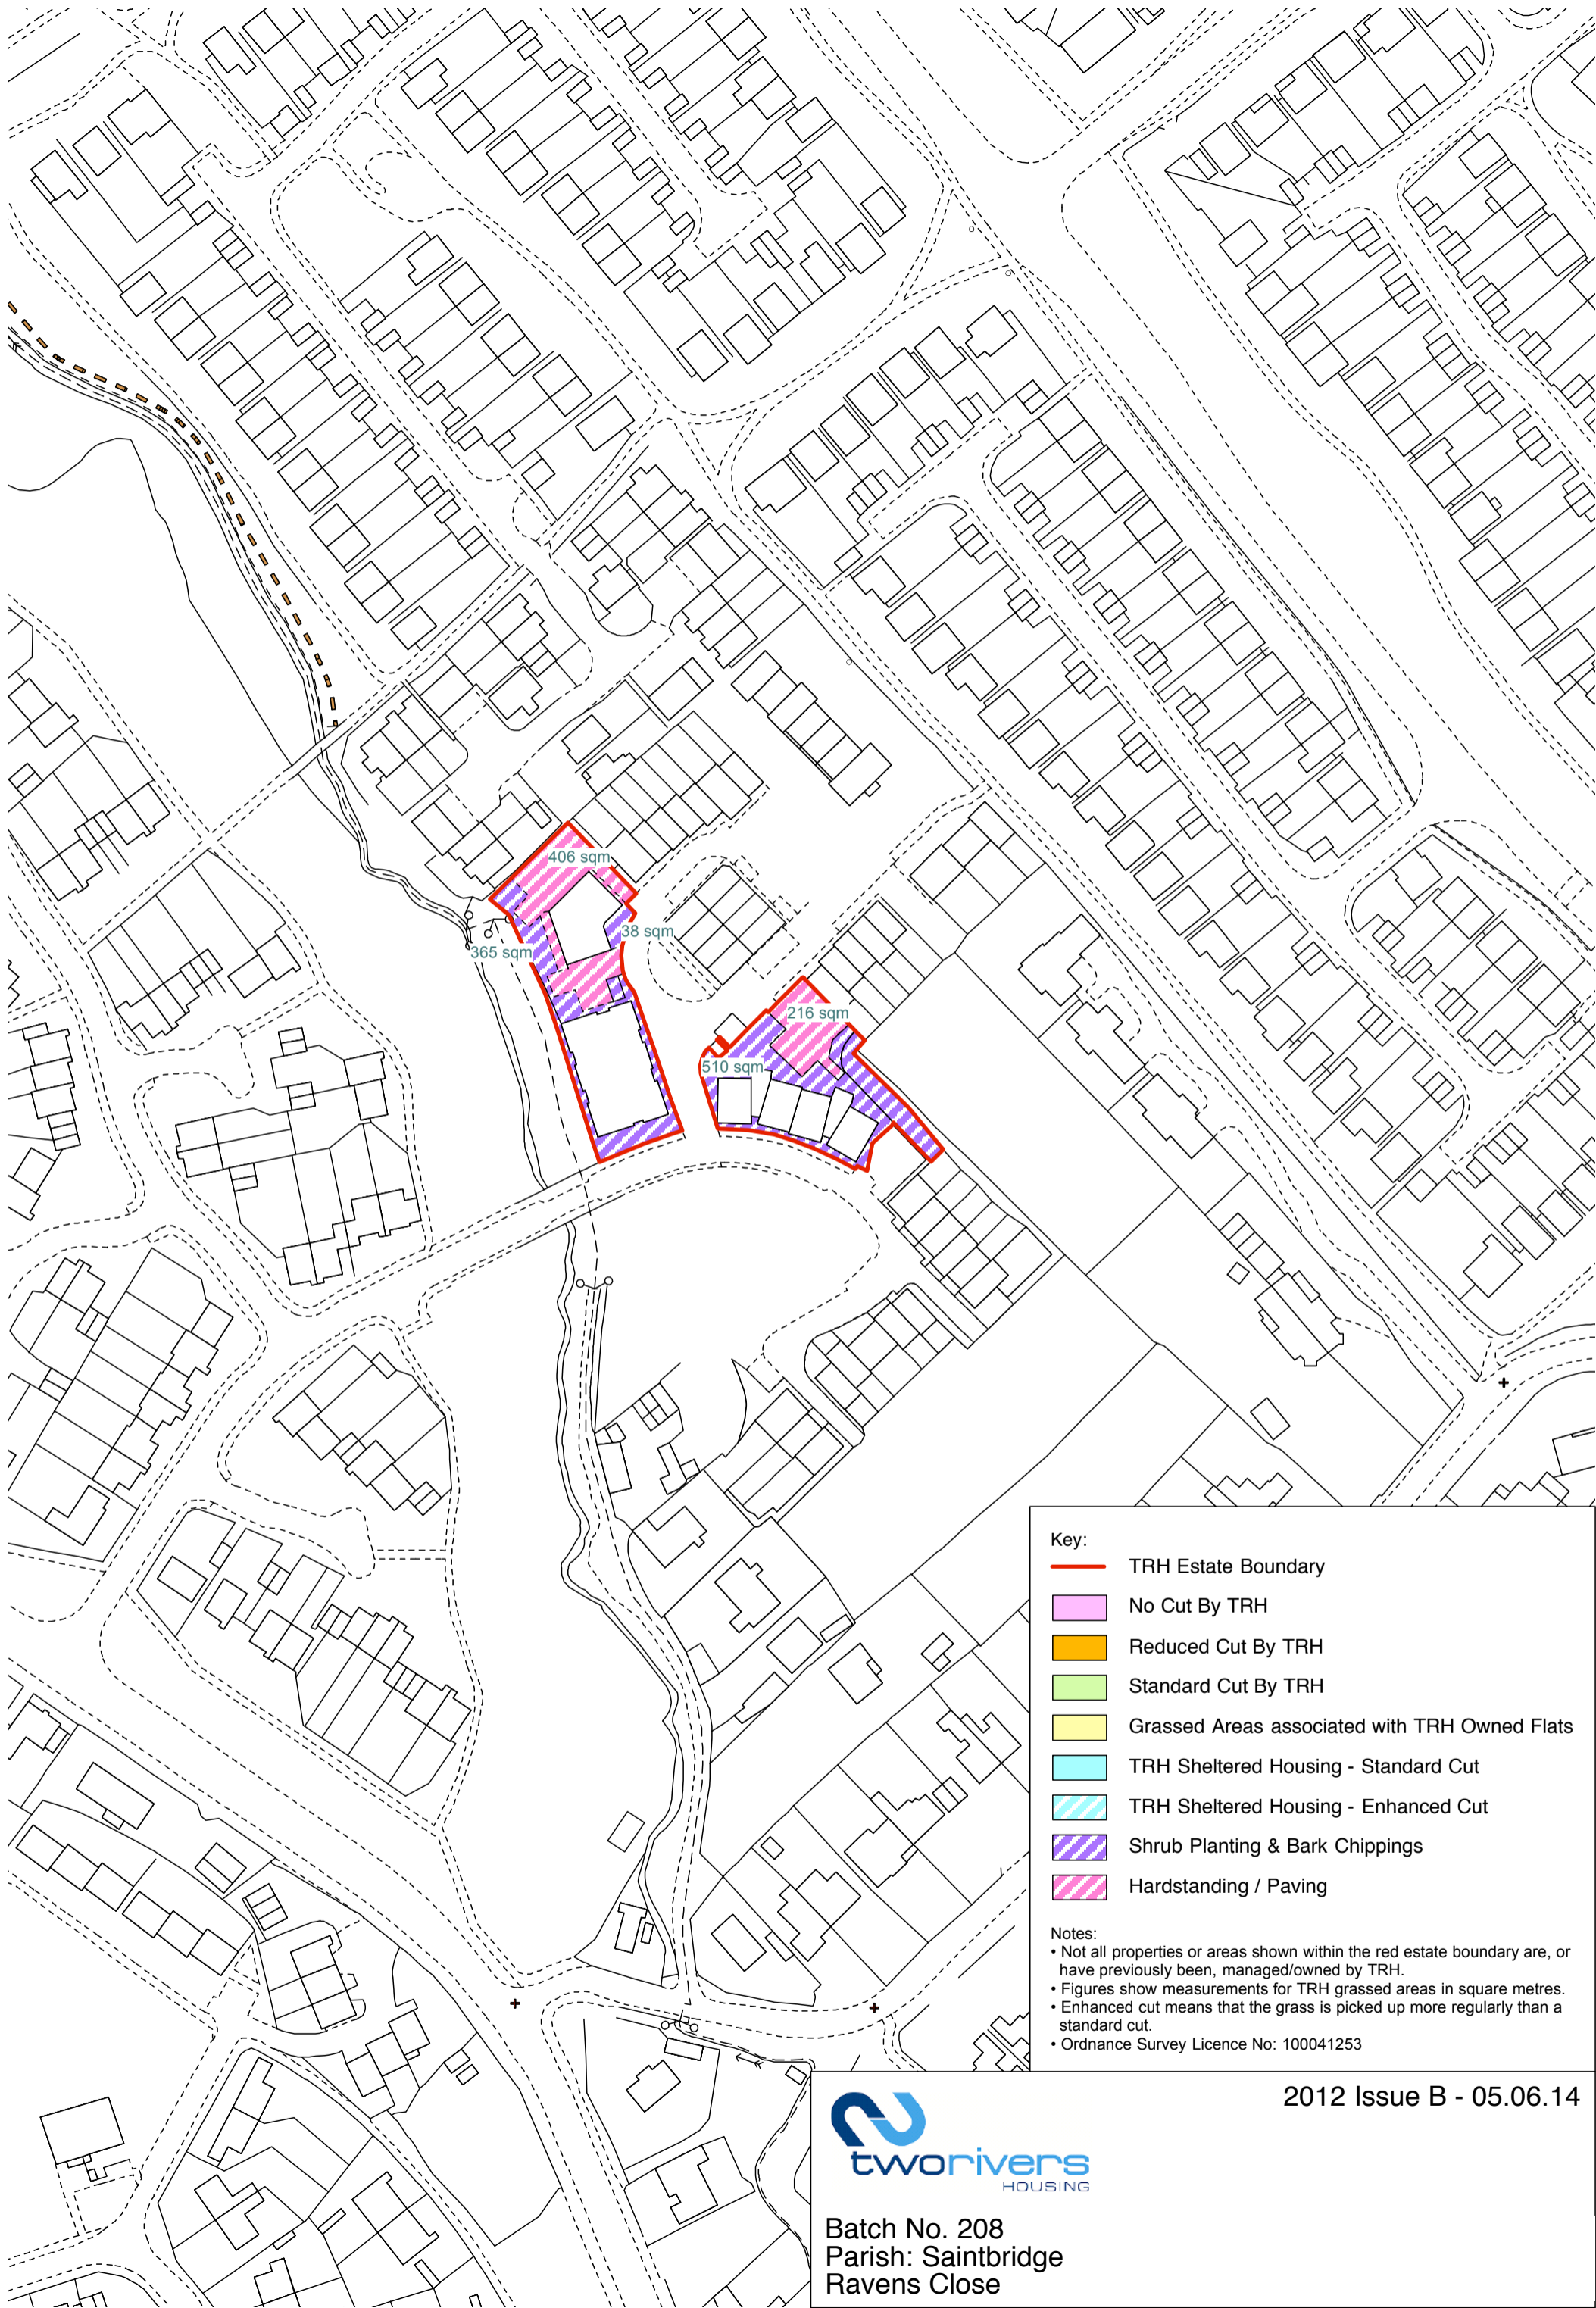 406 sqm
38 sqm
365 sqm
216 sqm
510 sqm
Key:
TRH Estate Boundary
No Cut By TRH
Reduced Cut By TRH
Standard Cut By TRH
Grassed Areas associated with TRH Owned Flats
TRH Sheltered Housing - Standard Cut
TRH Sheltered Housing - Enhanced Cut
Shrub Planting & Bark Chippings
Hardstanding / Paving
Notes:
• Not all properties or areas shown within the red estate boundary are, or
have previously been, managed/owned by TRH.
• Figures show measurements for TRH grassed areas in square metres.
• Enhanced cut means that the grass is picked up more regularly than a
standard cut.
• Ordnance Survey Licence No: 100041253
2012 Issue B - 05.06.14
tworivers
HOUSING
Batch No. 208
Parish: Saintbridge
Ravens Close